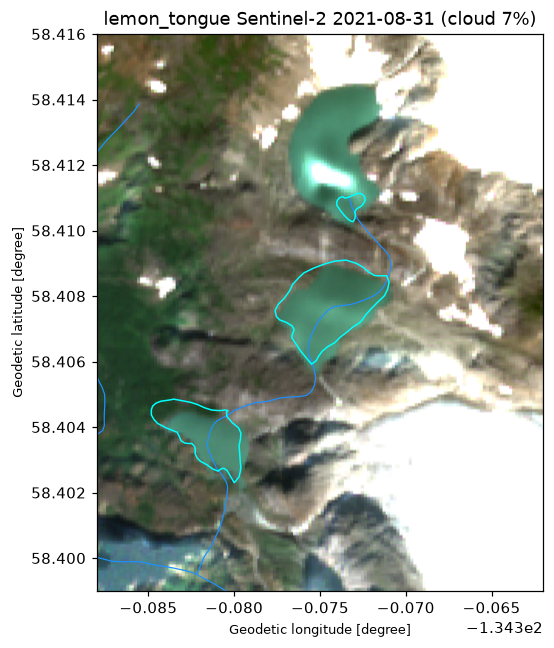 lemon_tongue Sentinel-2 2021-08-31 (cloud 7%)
58.416
58.414
58.412
58.410
58.408
58.406
58.404
58.402
58.400
Geodetic latitude [degree]
−0.085 −0.080 −0.075 −0.070 −0.065
Geodetic longitude [degree]
−1.343e2